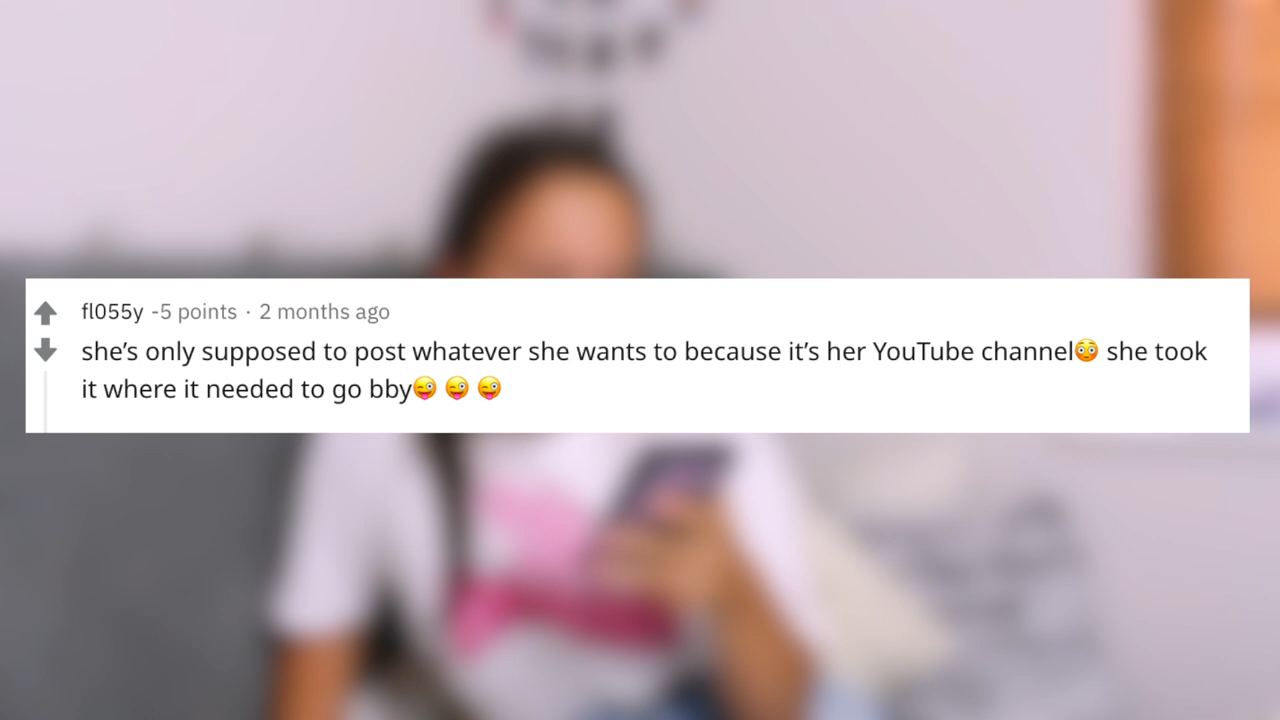 fl055y -5 points · 2 months ago
she’s only supposed to post whatever she wants to because it’s her YouTube channel😳 she took
it where it needed to go bby😜 😜 😜